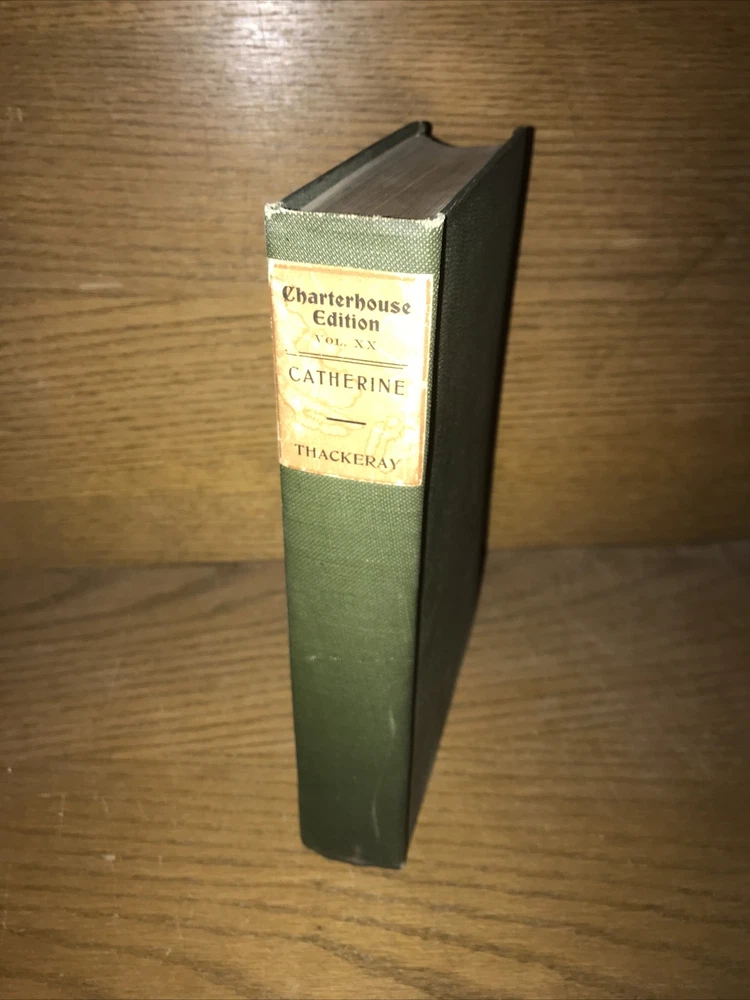 Charterhouse
Edition
VOL. XX
CATHERINE
THACKERAY